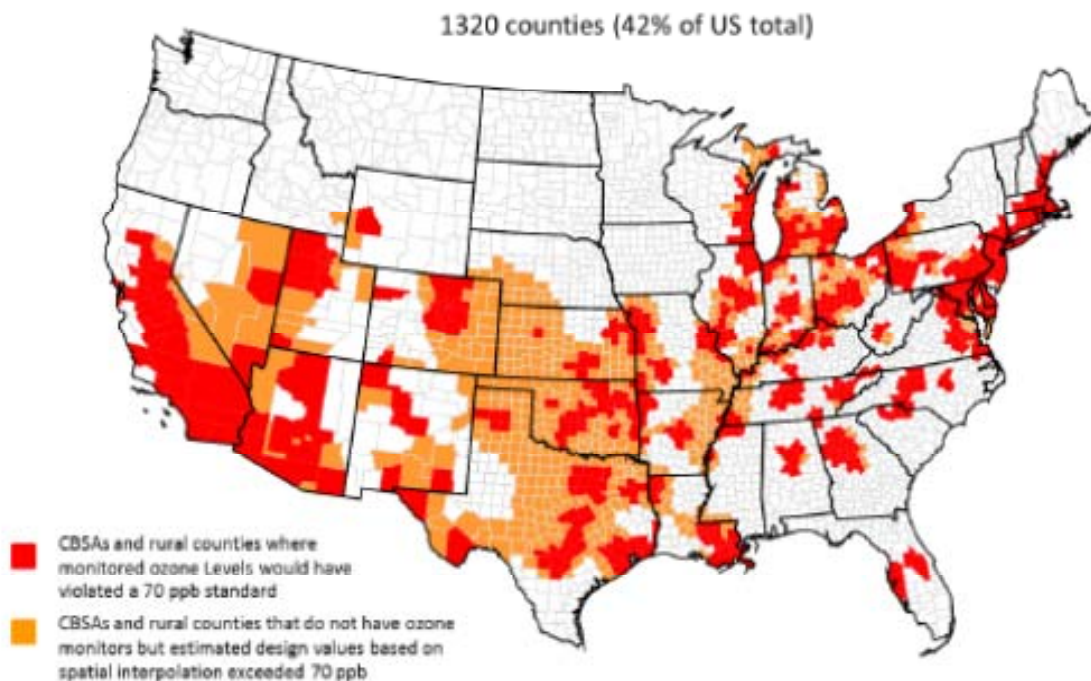 1320 counties (42% of US total)
CBSAs and rural counties where
monitored ozone Levels would have
violated a 70 ppb standard
CBSAs and rural counties that do not have ozone
monitors but estimated design values based on
spatial interpolation exceeded 70 ppb